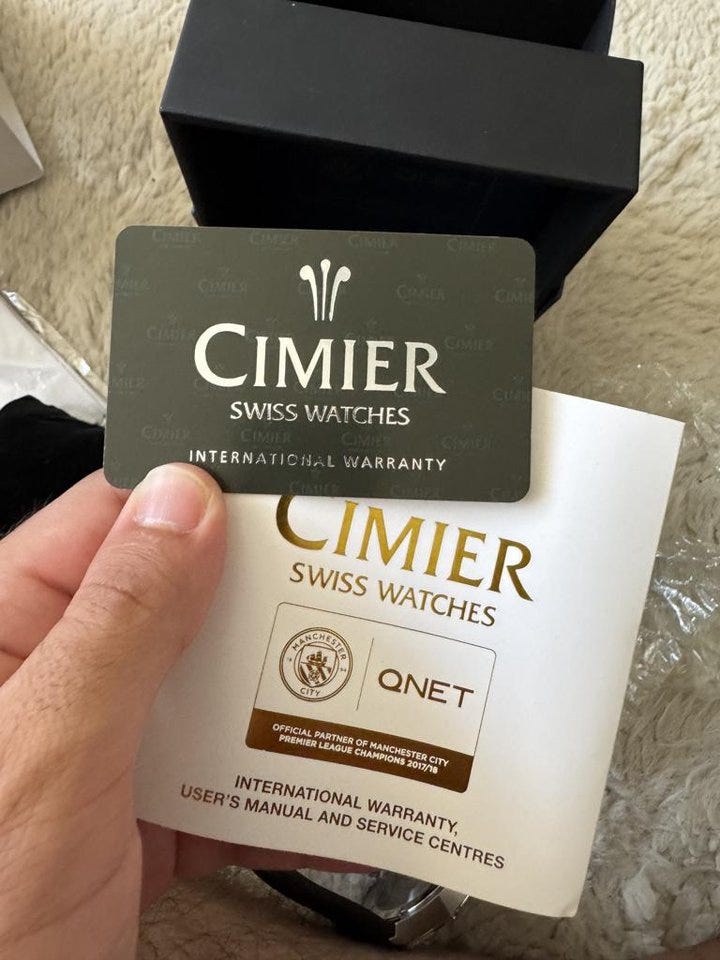 CIMIER
SWISS WATCHES
INTERNATIONAL WARRANTY
CIMIER
SWISS WATCHES
MANCHESTER
CITY
QNET
OFFICIAL PARTNER OF MANCHESTER CITY
PREMIER LEAGUE CHAMPIONS 2017/18
INTERNATIONAL WARRANTY,
USER'S MANUAL AND SERVICE CENTRES